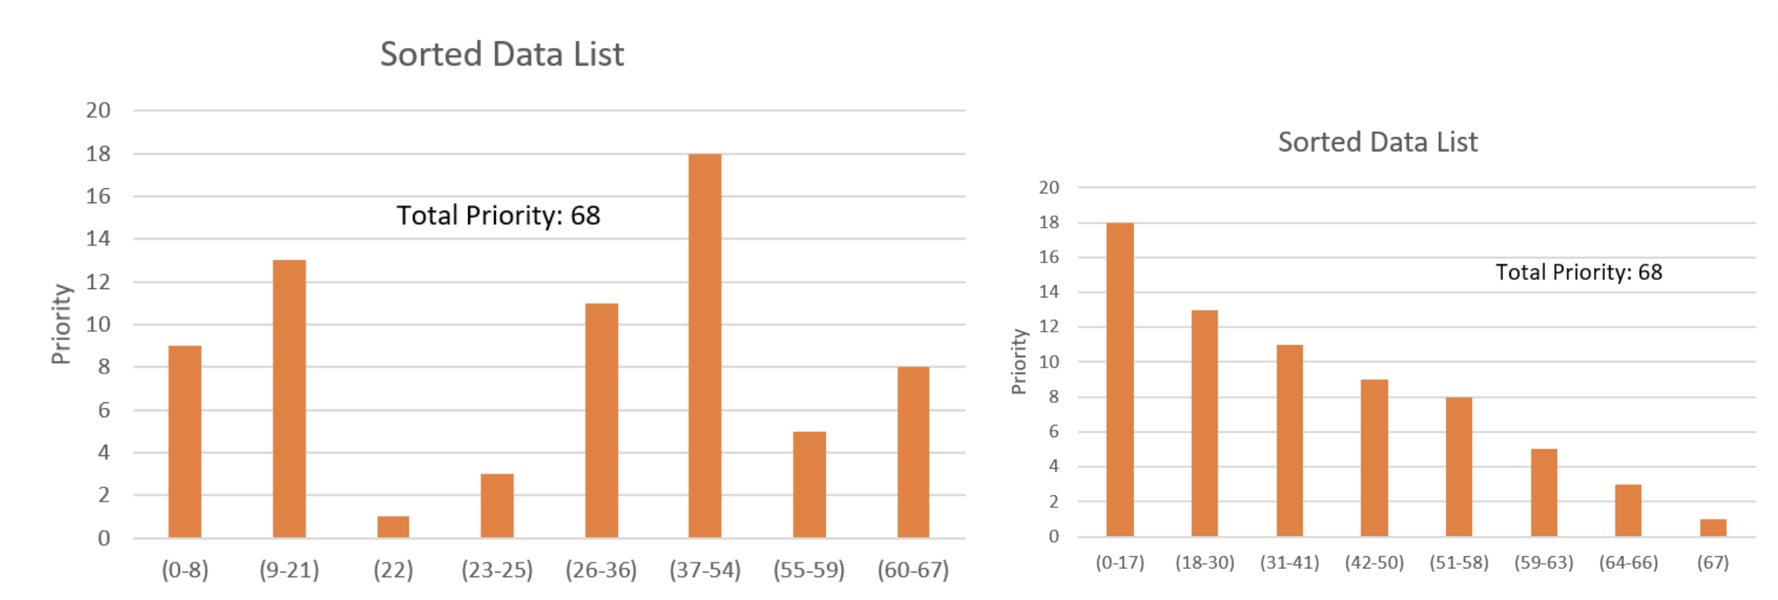 Sorted Data List
20
18
16
Total Priority: 68
14
12
10
8
6
4
2
0
Priority
(0-8) (9-21) (22) (23-25) (26-36) (37-54) (55-59) (60-67)
Sorted Data List
20
18
16
Total Priority: 68
14
12
10
8
6
4
2
0
Priority
(0-17) (18-30) (31-41) (42-50) (51-58) (59-63) (64-66) (67)